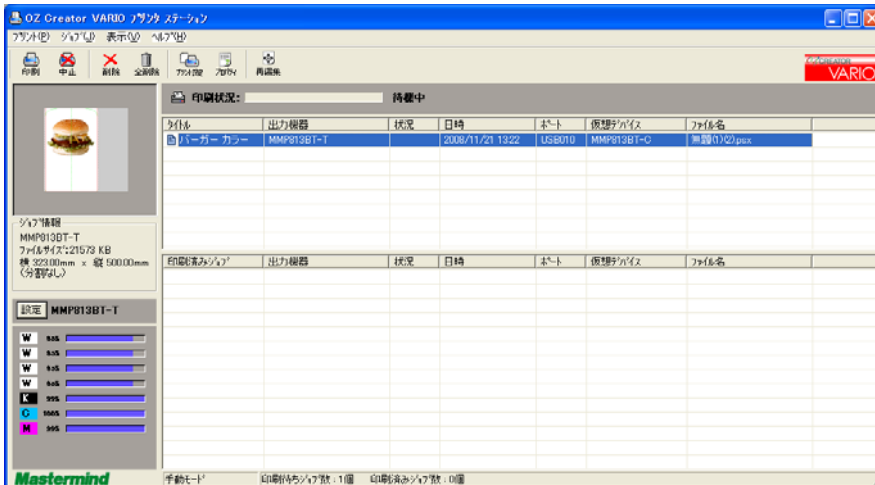 OZ Creator VARIO プリンタ ステーション
プリント(P) ジョブ(J) 表示(V) ヘルプ(H)
印刷 中止 削除 全削除 プリンタ設定 プロパティ 再編集
OZCREATOR
VARIO
印刷状況: 待機中
タイトル 出力機器 状況 日時 ポート 仮想デバイス ファイル名
バーガー カラー MMP813BT-T 2008/11/21 13:22 USB010 MMP813BT-C 無題(1)(2).psx
ジョブ情報
MMP813BT-T
ファイルサイズ:21573 KB
横 323.00mm × 縦 500.00mm
(分割なし)
印刷済みジョブ 出力機器 状況 日時 ポート 仮想デバイス ファイル名
設定 MMP813BT-T
W
W
W
W
K 99%
C 100%
M 99%
Mastermind
手動モード 印刷待ちジョブ数:1個 印刷済みジョブ数:0個